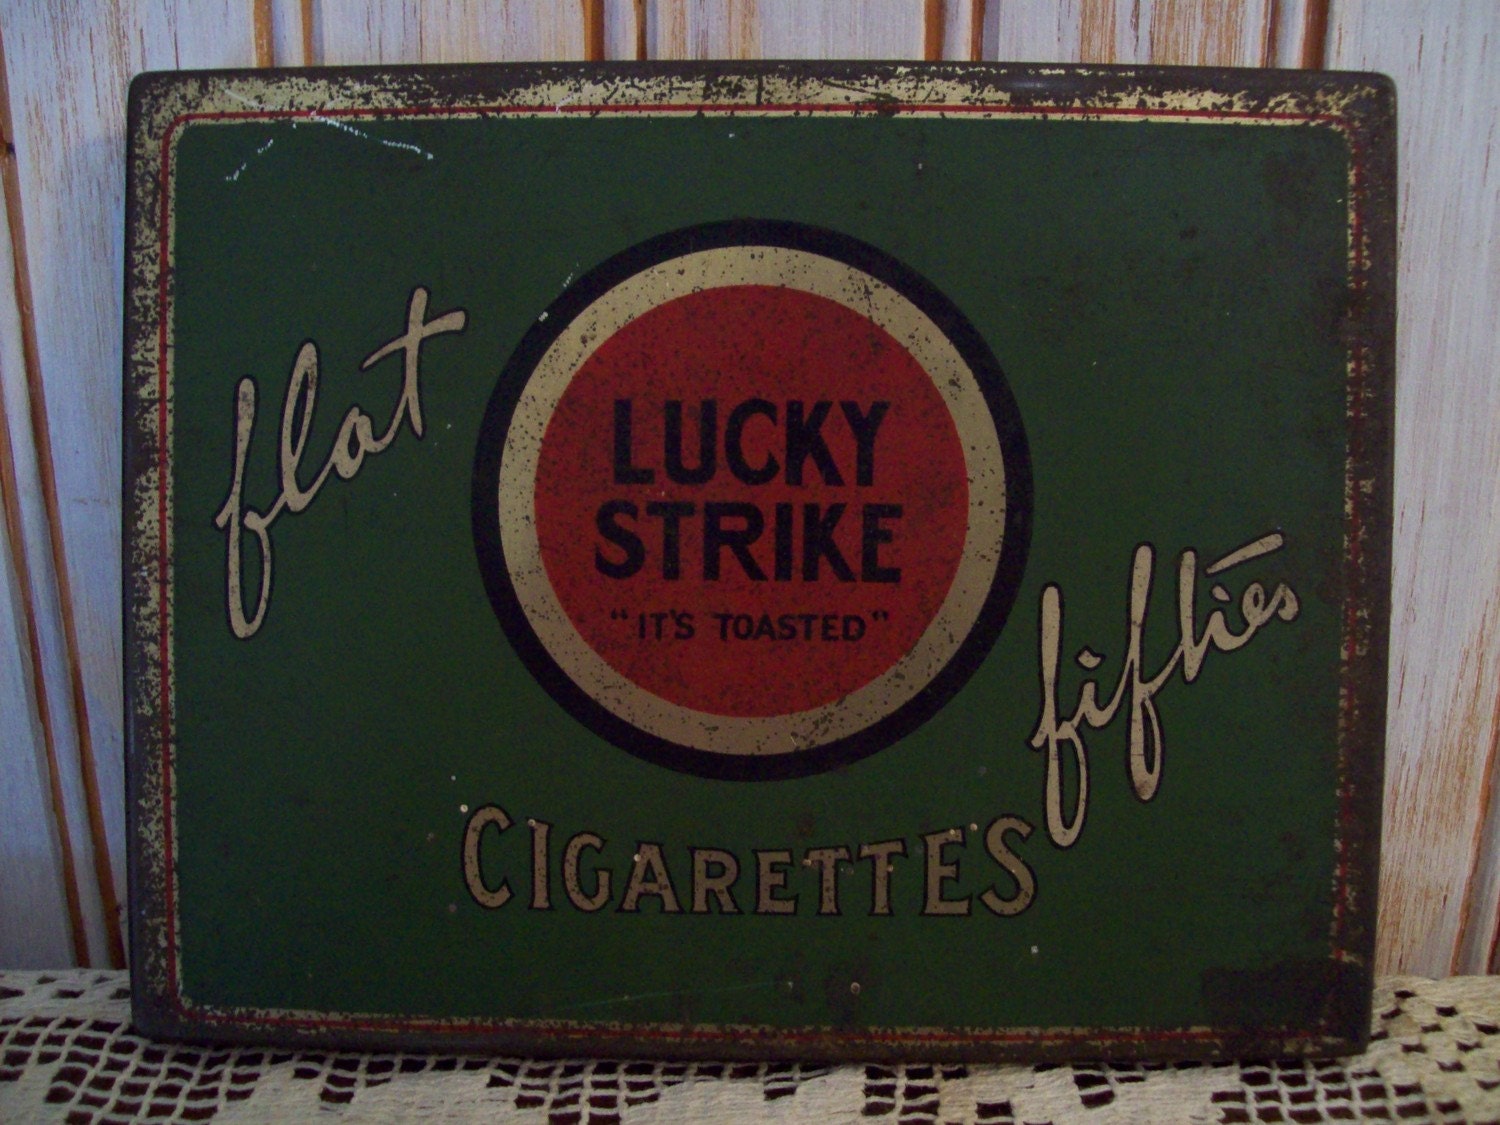 flat
LUCKY
STRIKE
"IT'S TOASTED"
fifties
CIGARETTES